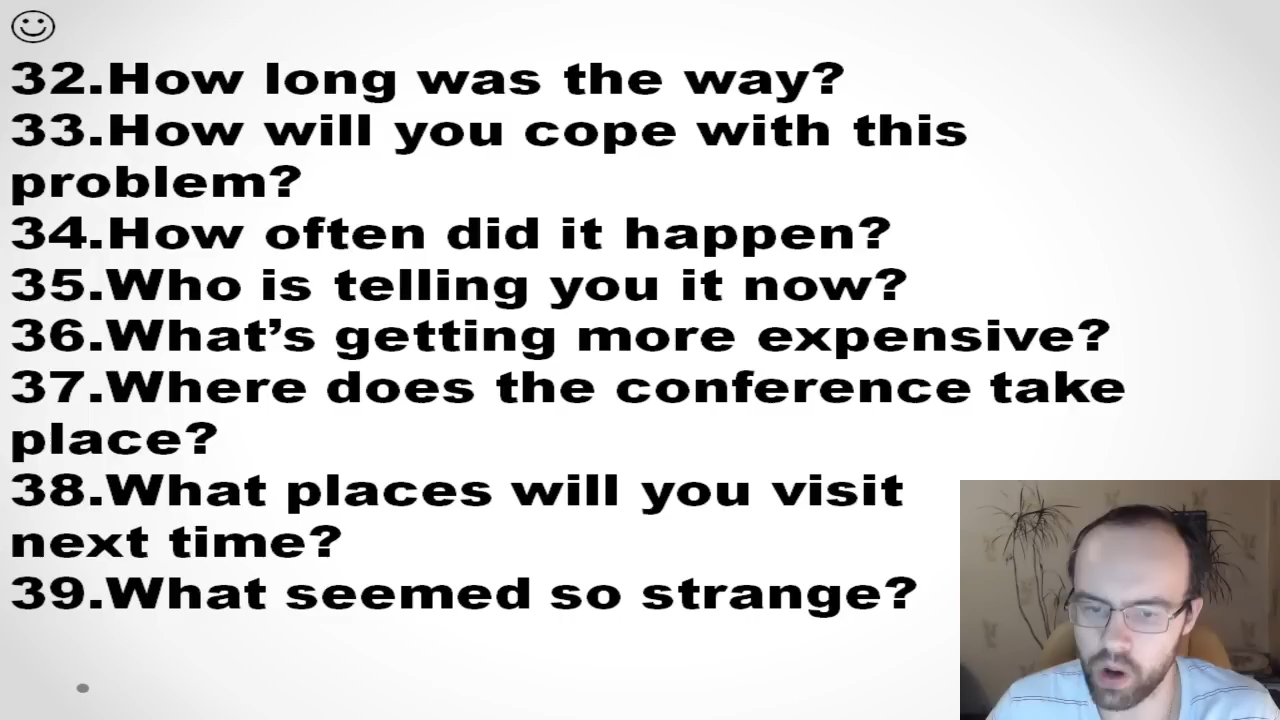 32.How long was the way?
33.How will you cope with this
problem?
34.How often did it happen?
35.Who is telling you it now?
36.What’s getting more expensive?
37.Where does the conference take
place?
38.What places will you visit
next time?
39.What seemed so strange?